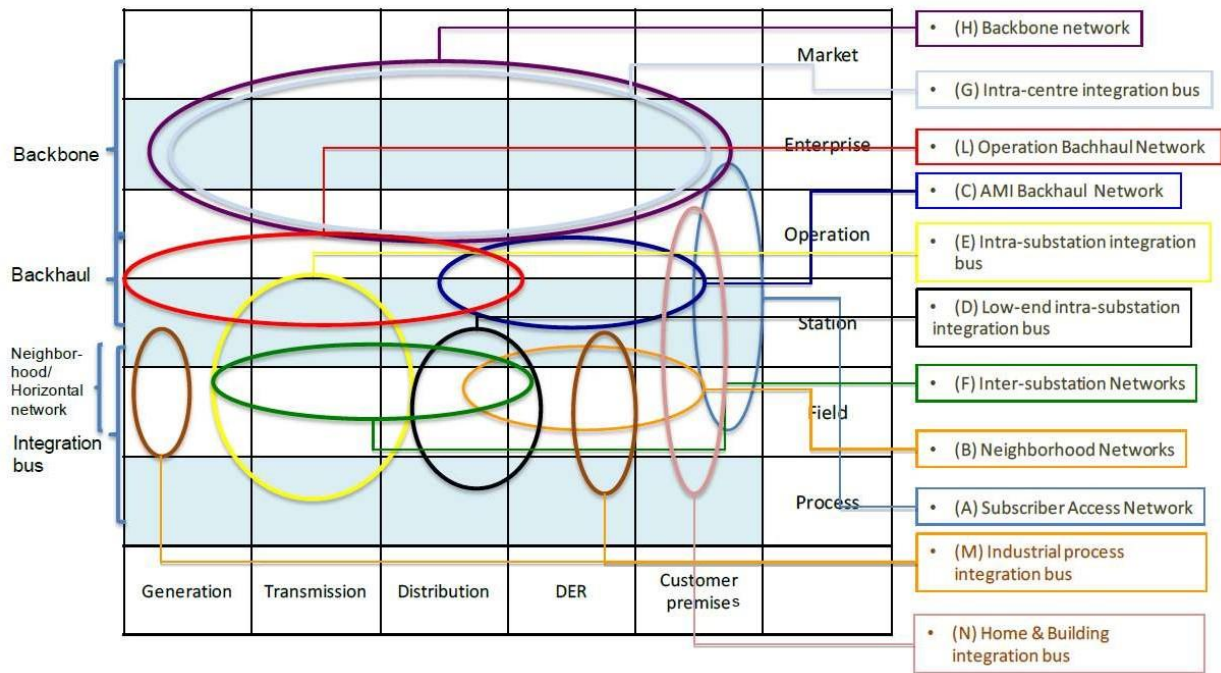 Market
Enterprise
Operation
Station
Field
Process
Backbone
Backhaul
Neighbor-
hood/
Horizontal
network
Integration
bus
Generation
Transmission
Distribution
DER
Customer
premises
• (H) Backbone network
• (G) Intra-centre integration bus
• (L) Operation Bachhaul Network
• (C) AMI Backhaul Network
• (E) Intra-substation integration
bus
• (D) Low-end intra-substation
integration bus
• (F) Inter-substation Networks
• (B) Neighborhood Networks
• (A) Subscriber Access Network
• (M) Industrial process
integration bus
• (N) Home & Building
integration bus